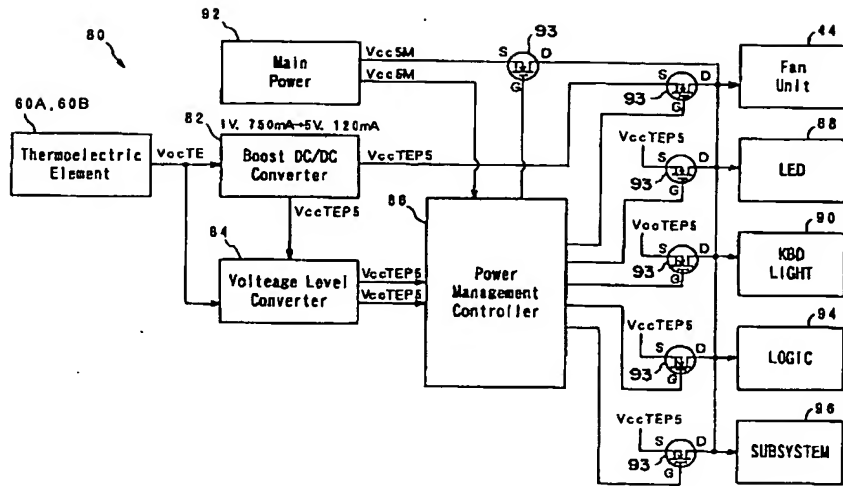 80
92
Main
Power
Vcc5M
Vcc5M
93
S
D
G
60A, 60B
Thermoelectric
Element
VccTE
82
1V, 750mA→5V, 120mA
Boost DC/DC
Converter
VccTEP5
VccTEP5
84
Volteage Level
Converter
VccTEP5
VccTEP5
86
Power
Management
Controller
S
D
93
G
44
Fan
Unit
VccTEP5
S
D
93
G
88
LED
VccTEP5
S
D
93
G
90
KBD
LIGHT
VccTEP5
S
D
93
G
94
LOGIC
VccTEP5
S
D
93
G
96
SUBSYSTEM